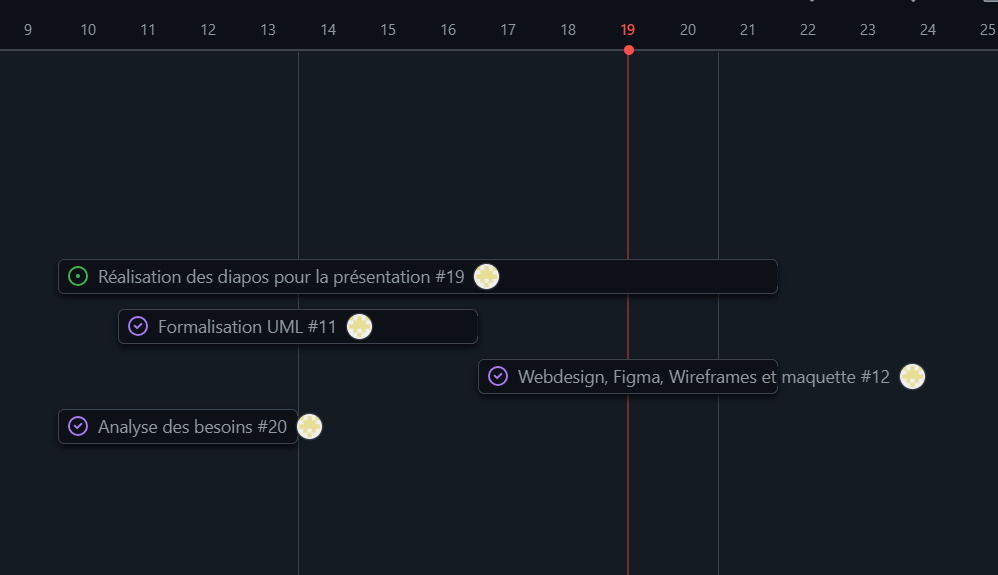 9 10 11 12 13 14 15 16 17 18 19 20 21 22 23 24 25
Réalisation des diapos pour la présentation #19
Formalisation UML #11
Webdesign, Figma, Wireframes et maquette #12
Analyse des besoins #20